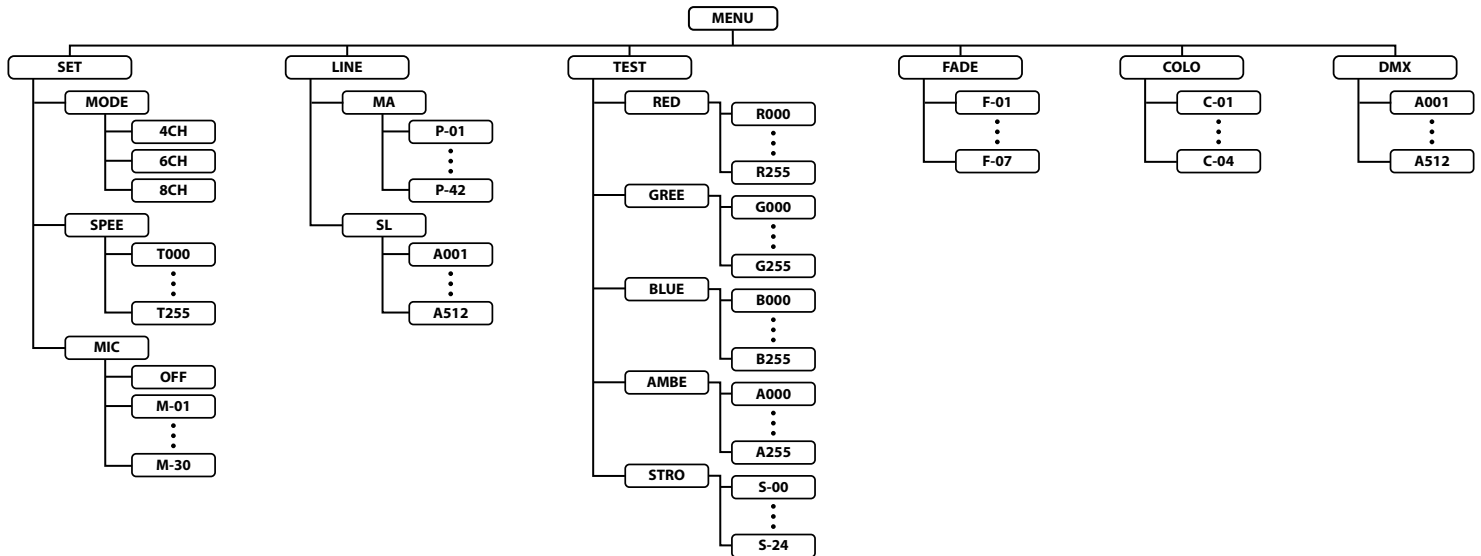 MENU
SET
MODE
4CH
6CH
8CH
SPEE
T000
T255
MIC
OFF
M-01
M-30
LINE
MA
P-01
P-42
SL
A001
A512
TEST
RED
R000
R255
GREE
G000
G255
BLUE
B000
B255
AMBE
A000
A255
STRO
S-00
S-24
FADE
F-01
F-07
COLO
C-01
C-04
DMX
A001
A512